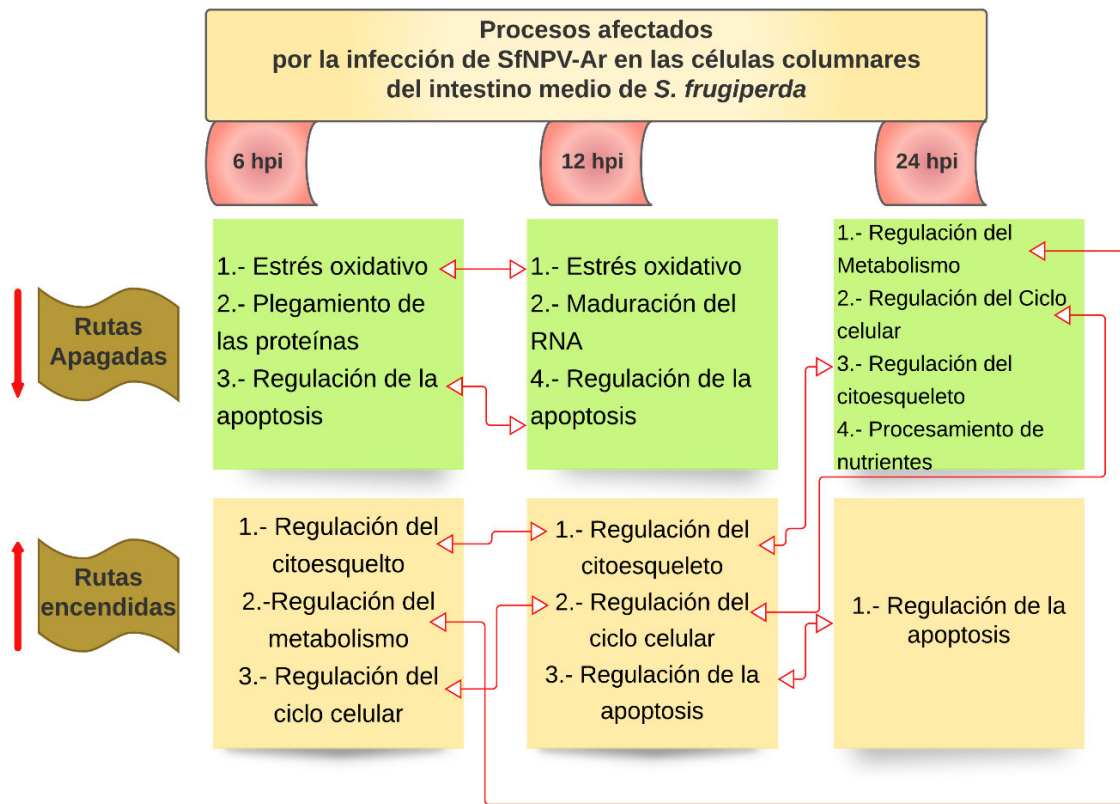 Procesos afectados
por la infección de SfNPV-Ar en las células columnares
del intestino medio de S. frugiperda
6 hpi
12 hpi
24 hpi
Rutas
Apagadas
1.- Estrés oxidativo
2.- Plegamiento de
las proteínas
3.- Regulación de la
apoptosis
1.- Estrés oxidativo
2.- Maduración del
RNA
4.- Regulación de la
apoptosis
1.- Regulación del
Metabolismo
2.- Regulación del Ciclo
celular
3.- Regulación del
citoesqueleto
4.- Procesamiento de
nutrientes
Rutas
encendidas
1.- Regulación del
citoesquelto
2.-Regulación del
metabolismo
3.- Regulación del
ciclo celular
1.- Regulación del
citoesqueleto
2.- Regulación del
ciclo celular
3.- Regulación de la
apoptosis
1.- Regulación de la
apoptosis